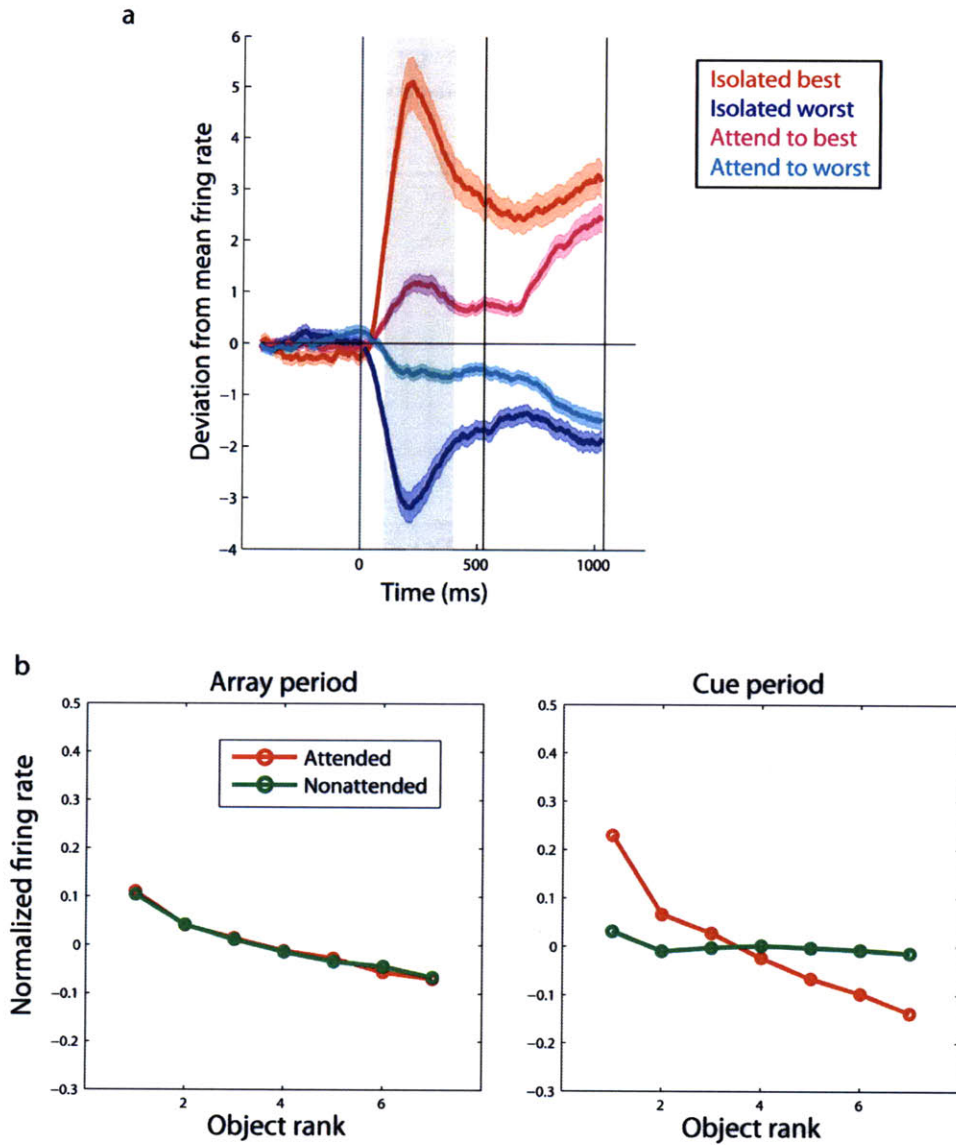 a
6
5
4
3
2
1
0
−1
−2
−3
−4
Deviation from mean fring rate
0 500 1000
Time (ms)
Isolated best
Isolated worst
Attend to best
Attend to worst
b
Array period
0.5
0.4
0.3
0.2
0.1
0
-0.1
-0.2
-0.3
Normalized firing rate
Attended
Nonattended
2 4 6
Object rank
Cue period
0.5
0.4
0.3
0.2
0.1
0
-0.1
-0.2
-0.3
2 4 6
Object rank